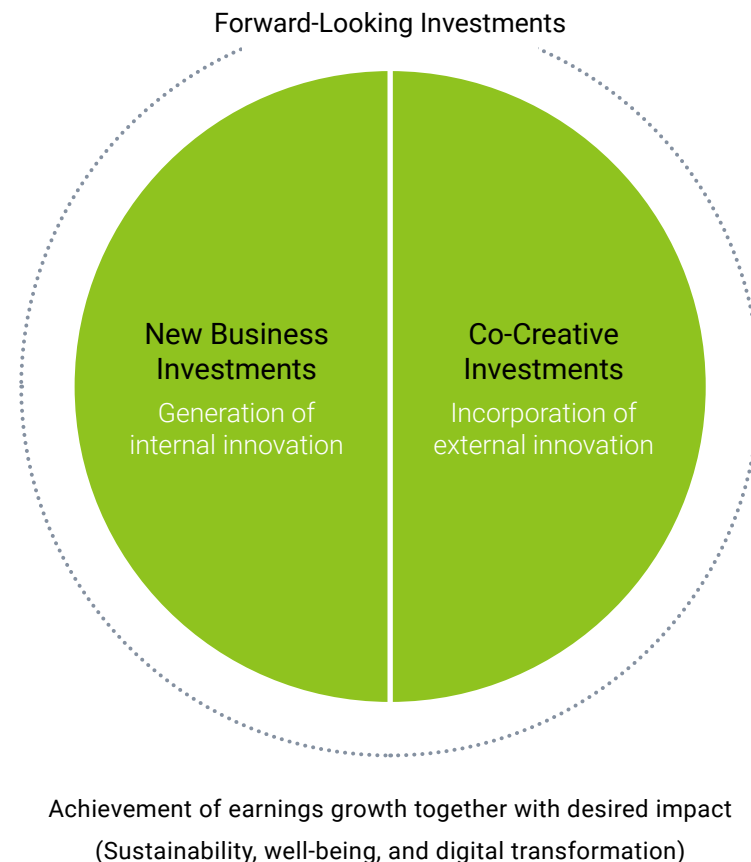 Forward-Looking Investments
New Business
Investments
Generation of
internal innovation
Co-Creative
Investments
Incorporation of
external innovation
Achievement of earnings growth together with desired impact
(Sustainability, well-being, and digital transformation)